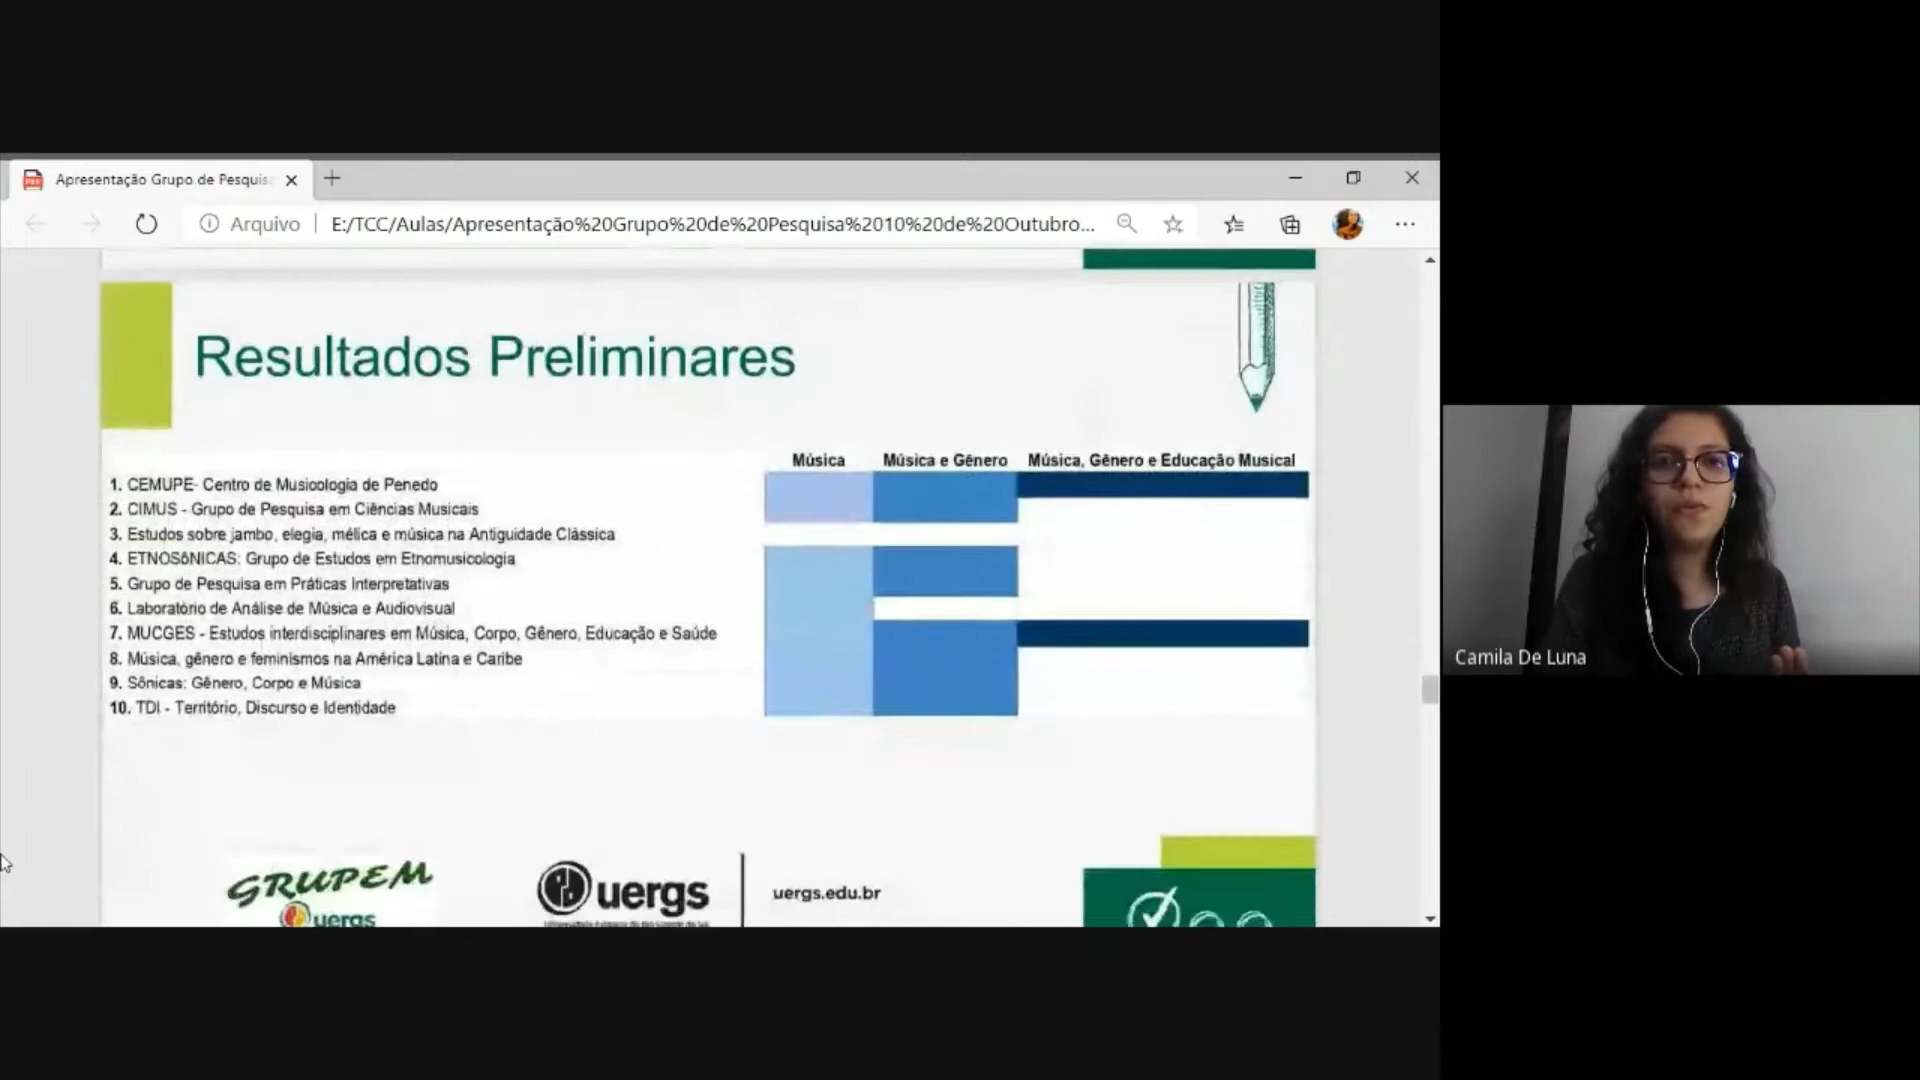 Apresentação Grupo de Pesquis
Arquivo
E:/TCC/Aulas/Apresentação%20Grupo%20de%20Pesquisa%2010%20de%20Outubro...
Resultados Preliminares
Música Música e Gênero Música, Gênero e Educação Musical
1. CEMUPE- Centro de Musicologia de Penedo
2. CIMUS - Grupo de Pesquisa em Ciências Musicais
3. Estudos sobre jambo, elegia, mélica e música na Antiguidade Clássica
4. ETNOSôNICAS: Grupo de Estudos em Etnomusicologia
5. Grupo de Pesquisa em Práticas Interpretativas
6. Laboratório de Análise de Música e Audiovisual
7. MUCGES - Estudos interdisciplinares em Música, Corpo, Gênero, Educação e Saúde
8. Música, gênero e feminismos na América Latina e Caribe
9. Sônicas: Gênero, Corpo e Música
10. TDI - Território, Discurso e Identidade
Camila De Luna
GRUPEM
uergs
uergs
uergs.edu.br